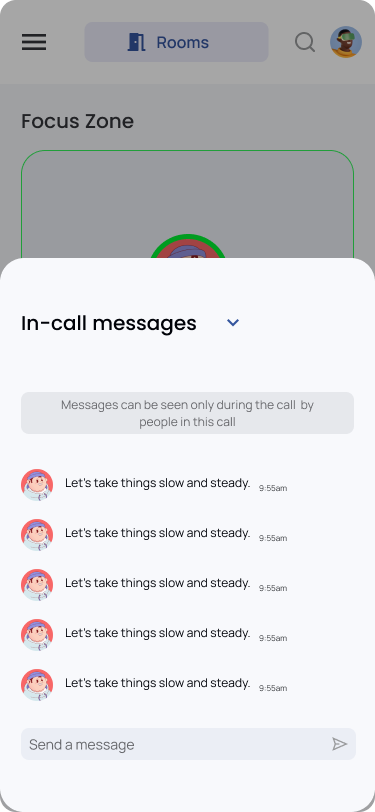 Rooms
Focus Zone
In-call messages
Messages can be seen only during the call by
people in this call
Let's take things slow and steady. 9:55am
Let's take things slow and steady. 9:55am
Let's take things slow and steady. 9:55am
Let's take things slow and steady. 9:55am
Let's take things slow and steady. 9:55am
Send a message